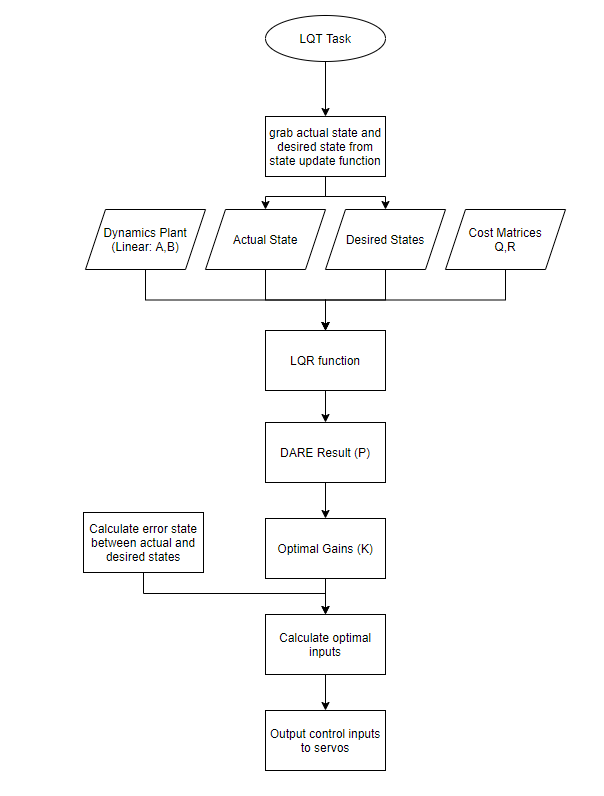 LQT Task
grab actual state and
desired state from
state update function
Dynamics Plant
(Linear: A,B)
Actual State
Desired States
Cost Matrices
Q,R
LQR function
DARE Result (P)
Calculate error state
between actual and
desired states
Optimal Gains (K)
Calculate optimal
inputs
Output control inputs
to servos